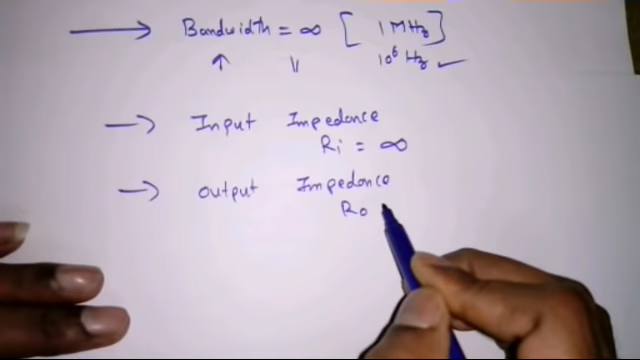 → Bandwidth = ∞ [ 1 MHz ]
↑ || 10⁶ Hz ✓
→ Input Impedance
Ri = ∞
→ output Impedance
Ro